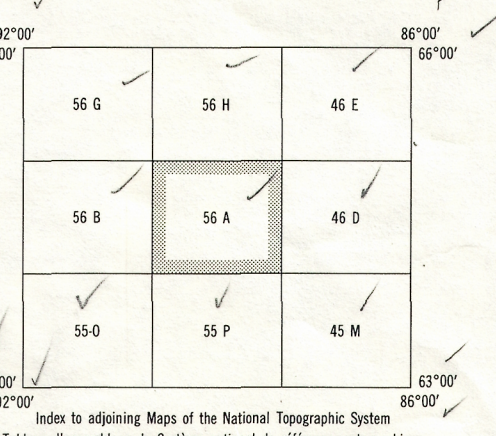 92°00' 86°00'
00' 66°00'
56 G 56 H 46 E
56 B 56 A 46 D
55-O 55 P 45 M
00' 63°00'
92°00' 86°00'
Index to adjoining Maps of the National Topographic System